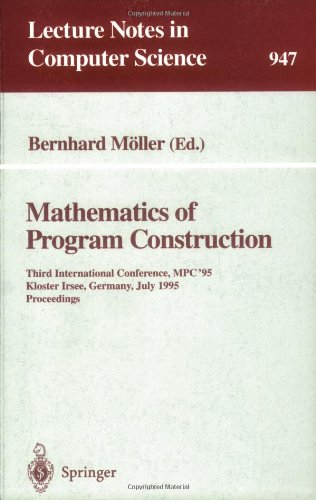 Lecture Notes in
Computer Science 947
Bernhard Möller (Ed.)
Mathematics of
Program Construction
Third International Conference, MPC'95
Kloster Irsee, Germany, July 1995
Proceedings
Springer